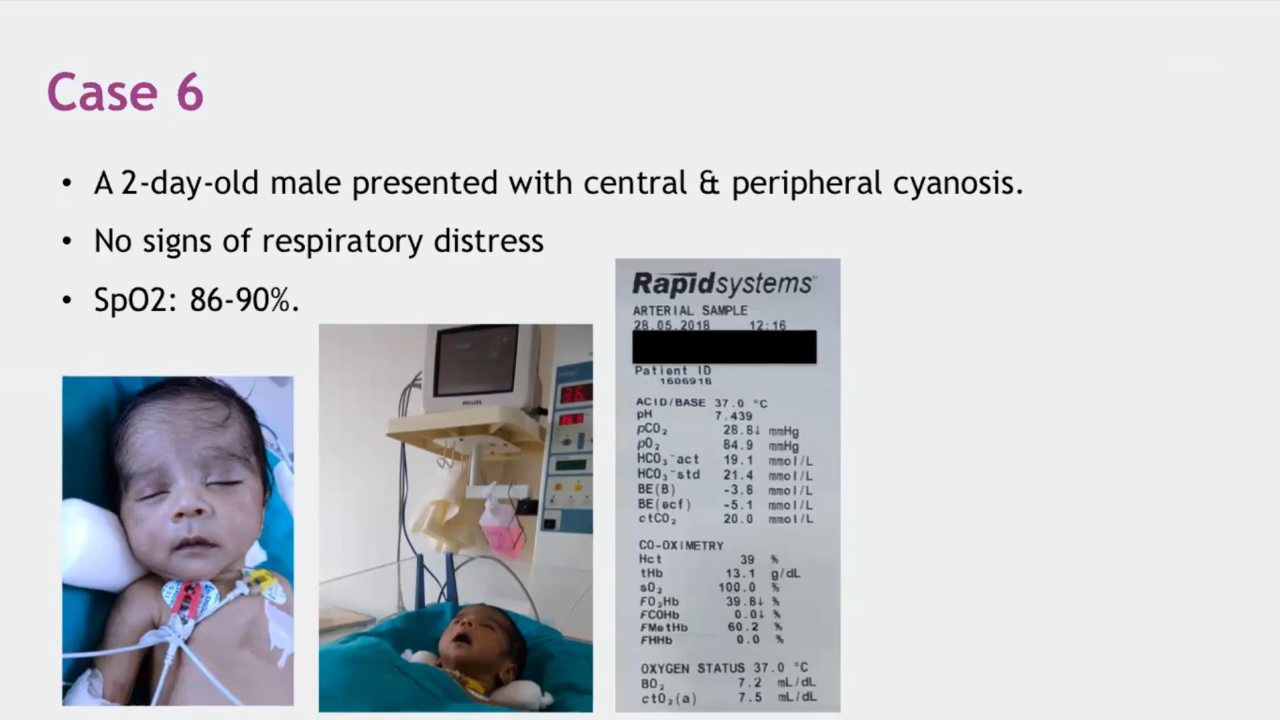 Case 6
• A 2-day-old male presented with central & peripheral cyanosis.
• No signs of respiratory distress
• SpO2: 86-90%.
PHILIPS
Rapidsystems™
ARTERIAL SAMPLE
28.05.2018 12:16
Patient ID
1606918
ACID/BASE 37.0 °C
pH 7.439
pCO₂ 28.8↓ mmHg
pO₂ 84.9 mmHg
HCO₃⁻act 19.1 mmol/L
HCO₃⁻std 21.4 mmol/L
BE(B) -3.8 mmol/L
BE(ecf) -5.1 mmol/L
ctCO₂ 20.0 mmol/L
CO-OXIMETRY
Hct 39 %
tHb 13.1 g/dL
sO₂ 100.0 %
FO₂Hb 39.8↓ %
FCOHb 0.0↓ %
FMetHb 60.2 %
FHHb 0.0 %
OXYGEN STATUS 37.0 °C
BO₂ 7.2 mL/dL
ctO₂(a) 7.5 mL/dL